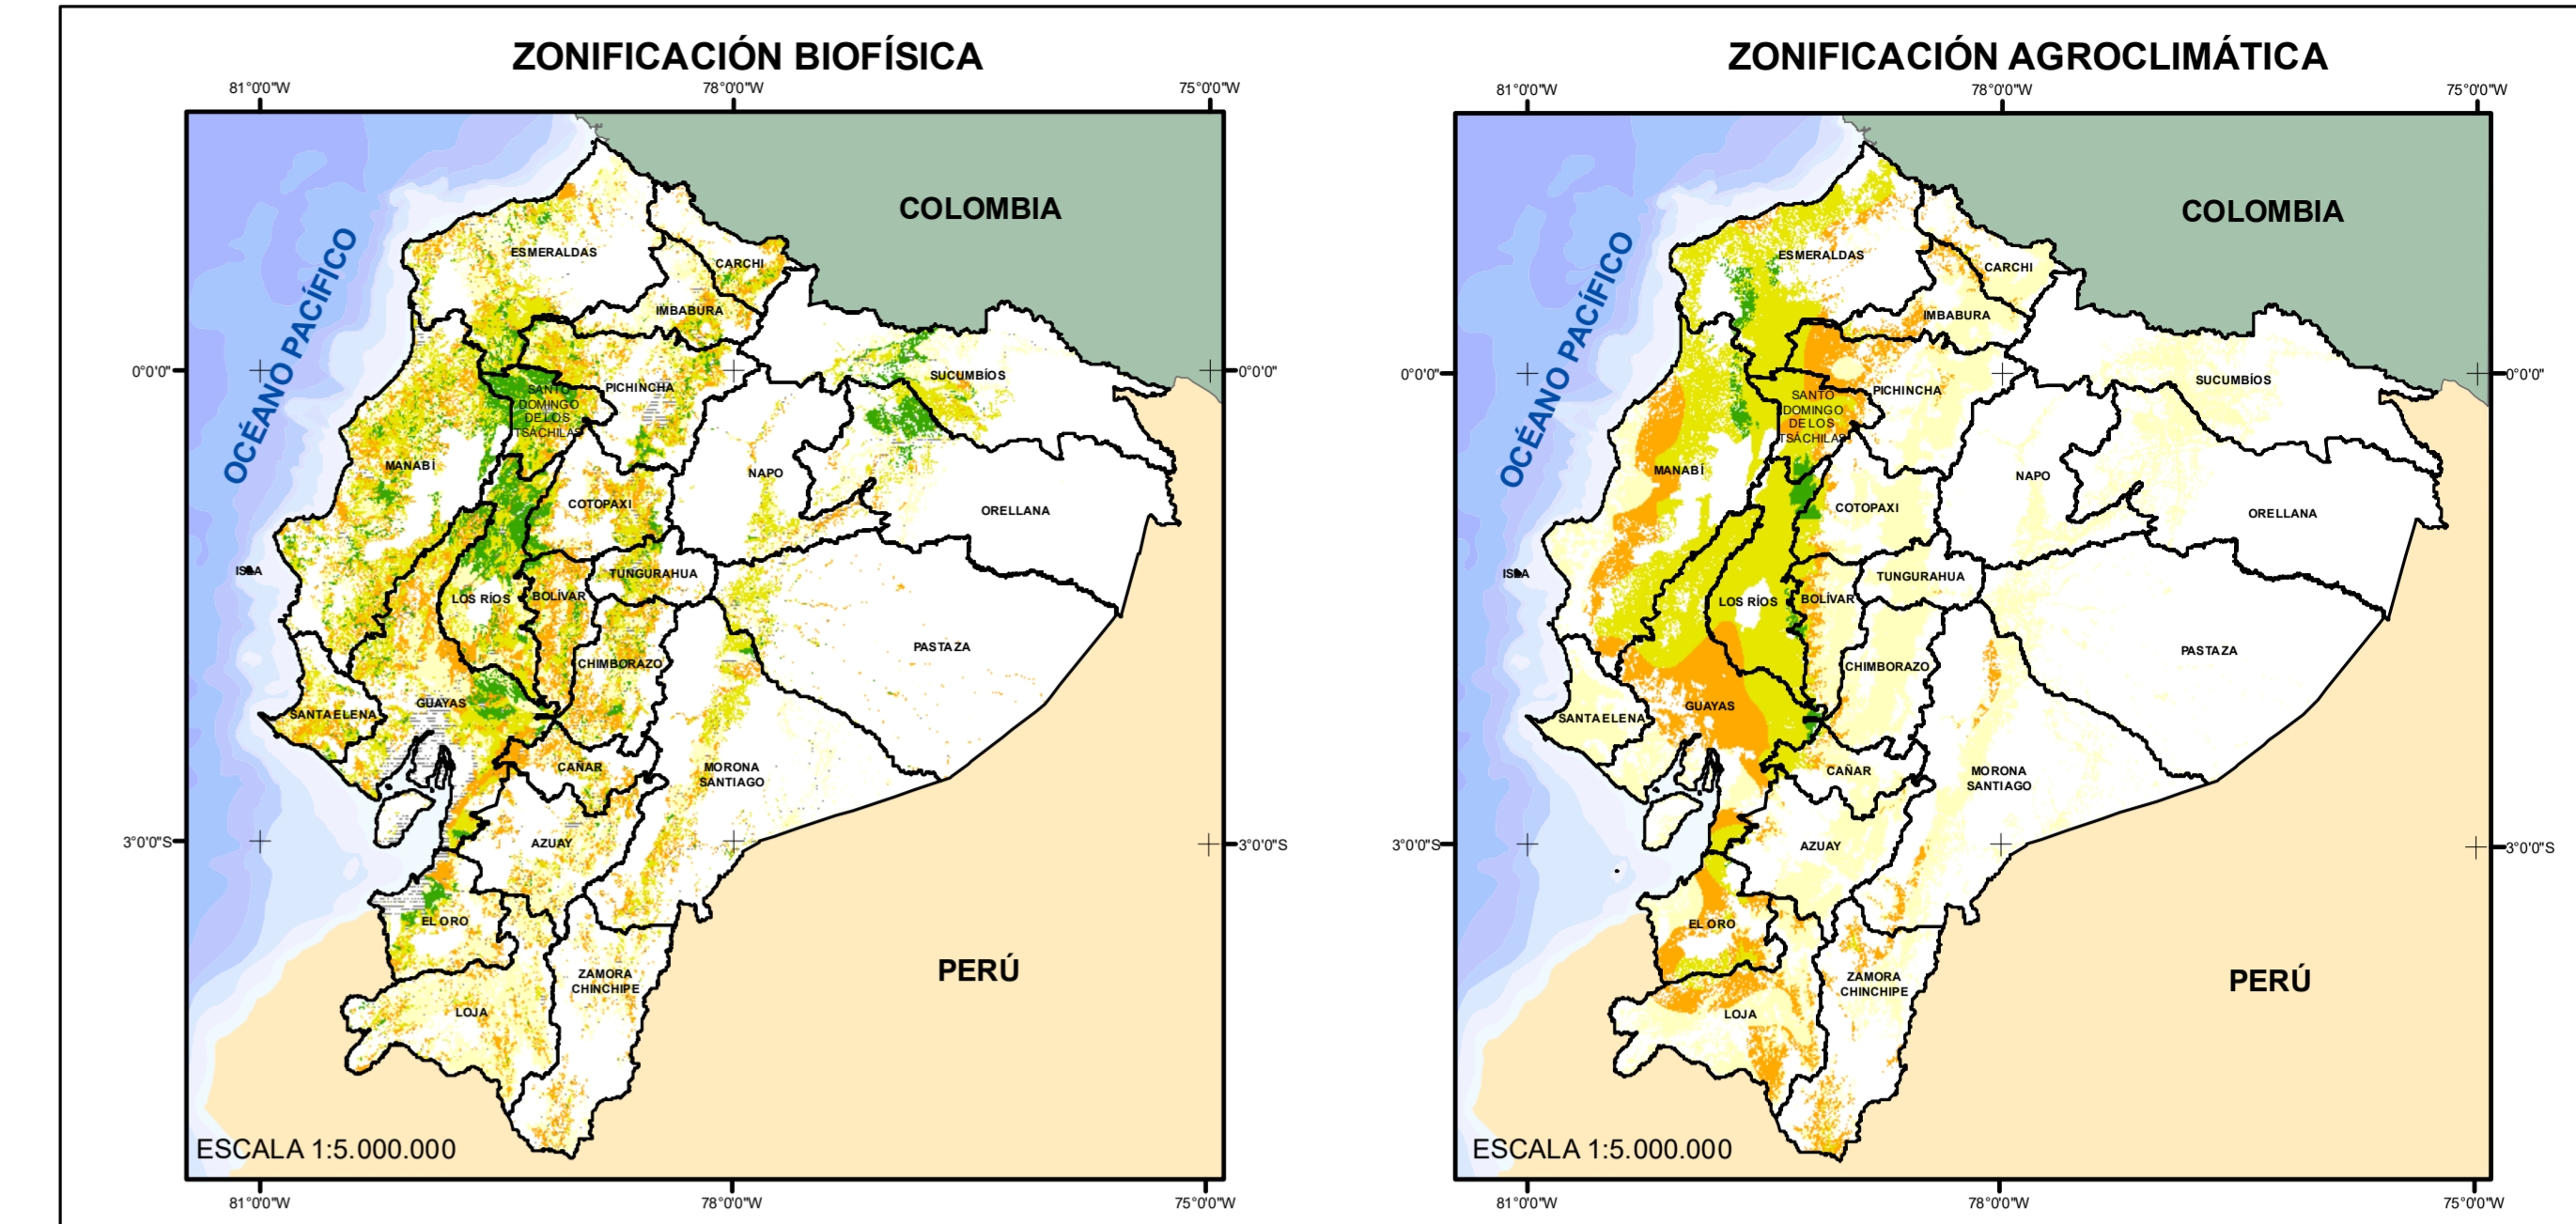 ZONIFICACIÓN BIOFÍSICA
81°0'0"W
78°0'0"W
75°0'0"W
0°0'0"
0°0'0"
3°0'0"S
3°0'0"S
OCÉANO PACÍFICO
COLOMBIA
ESMERALDAS
CARCHI
IMBABURA
SUCUMBÍOS
PICHINCHA
SANTO
DOMINGO
DE LOS
TSÁCHILAS
MANABÍ
NAPO
COTOPAXI
ORELLANA
ISLA
TUNGURAHUA
LOS RÍOS
BOLÍVAR
PASTAZA
CHIMBORAZO
GUAYAS
SANTA ELENA
CAÑAR
MORONA
SANTIAGO
AZUAY
EL ORO
ZAMORA
CHINCHIPE
PERÚ
LOJA
ESCALA 1:5.000.000
81°0'0"W
78°0'0"W
75°0'0"W
ZONIFICACIÓN AGROCLIMÁTICA
81°0'0"W
78°0'0"W
75°0'0"W
0°0'0"
0°0'0"
3°0'0"S
3°0'0"S
OCÉANO PACÍFICO
COLOMBIA
ESMERALDAS
CARCHI
IMBABURA
SUCUMBÍOS
PICHINCHA
SANTO
DOMINGO
DE LOS
TSÁCHILAS
MANABÍ
NAPO
COTOPAXI
ORELLANA
ISLA
TUNGURAHUA
LOS RÍOS
BOLÍVAR
PASTAZA
CHIMBORAZO
GUAYAS
SANTA ELENA
CAÑAR
MORONA
SANTIAGO
AZUAY
EL ORO
ZAMORA
CHINCHIPE
PERÚ
LOJA
ESCALA 1:5.000.000
81°0'0"W
78°0'0"W
75°0'0"W